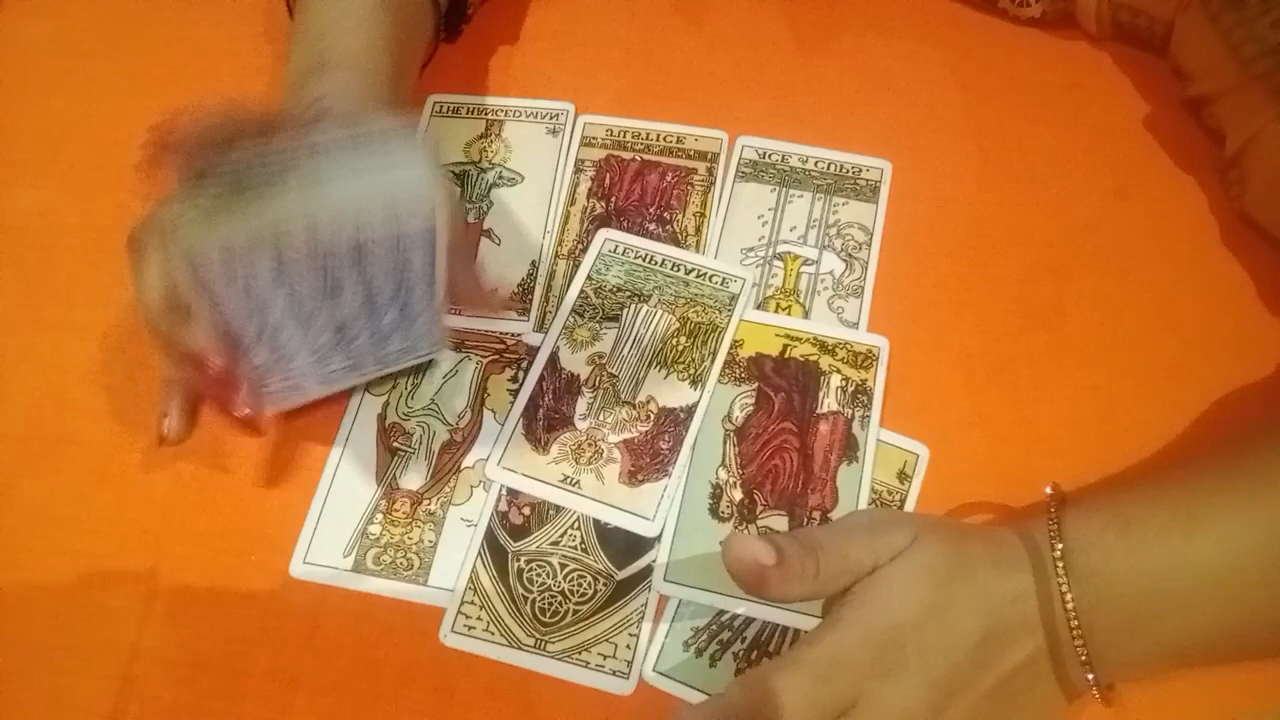 THE HANGED MAN.
JUSTICE.
ACE of CUPS.
TEMPERANCE.
XIV